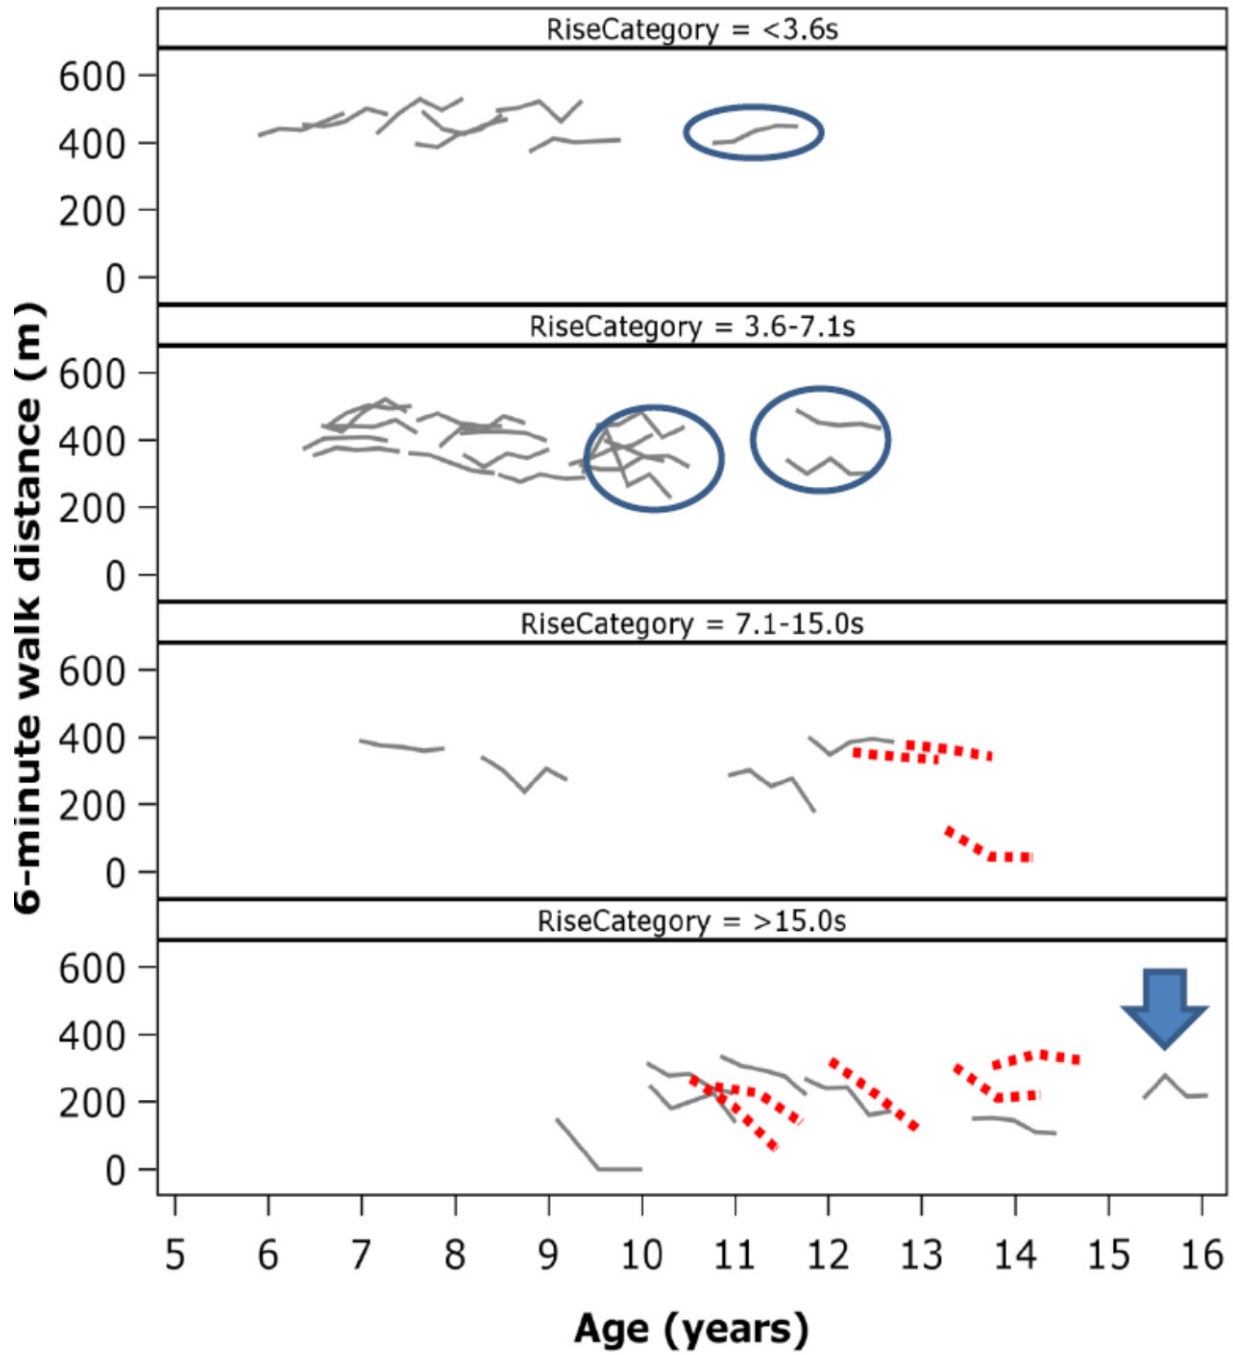 RiseCategory = <3.6s
600
400
200
0
RiseCategory = 3.6-7.1s
600
400
200
0
RiseCategory = 7.1-15.0s
600
400
200
0
RiseCategory = >15.0s
600
400
200
0
6-minute walk distance (m)
5 6 7 8 9 10 11 12 13 14 15 16
Age (years)